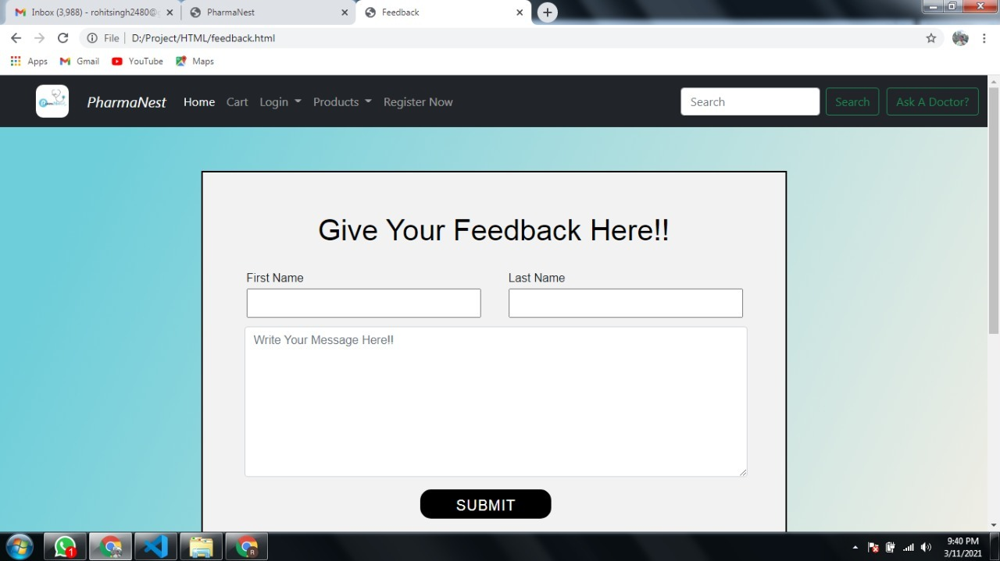 Inbox (3,988) - rohitsingh2480@
PharmaNest
Feedback
File
D:/Project/HTML/feedback.html
Apps
Gmail
YouTube
Maps
PharmaNest
Home
Cart
Login
Products
Register Now
Search
Search
Ask A Doctor?
Give Your Feedback Here!!
First Name
Last Name
Write Your Message Here!!
SUBMIT
1
R
9:40 PM
3/11/2021